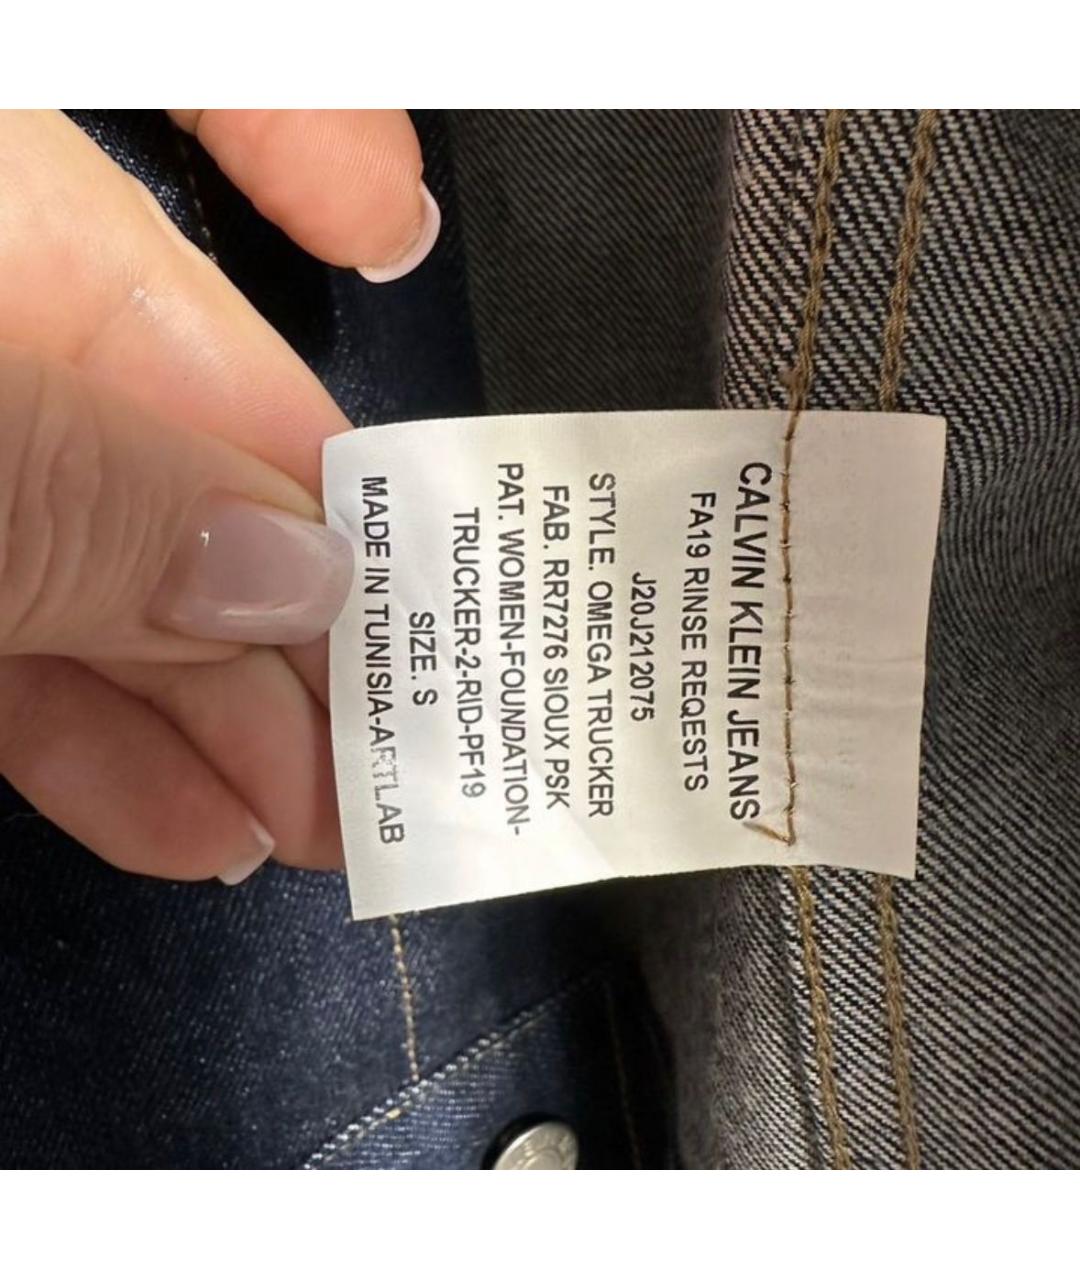 CALVIN KLEIN JEANS
FA19 RINSE REQESTS
J20J212075
STYLE. OMEGA TRUCKER
FAB. RR7276 SIOUX PSK
PAT. WOMEN-FOUNDATION-
TRUCKER-2-RID-PF19
SIZE. S
MADE IN TUNISIA-ARTLAB